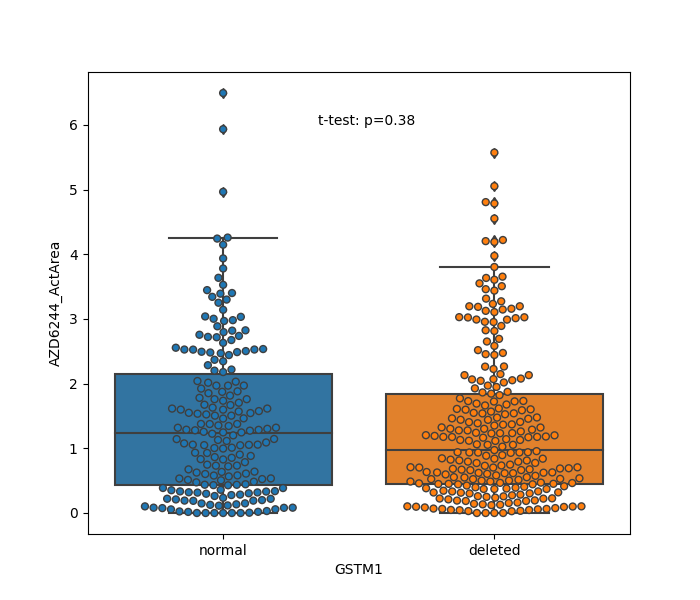 t-test: p=0.38
AZD6244_ActArea
6
5
4
3
2
1
0
normal
deleted
GSTM1